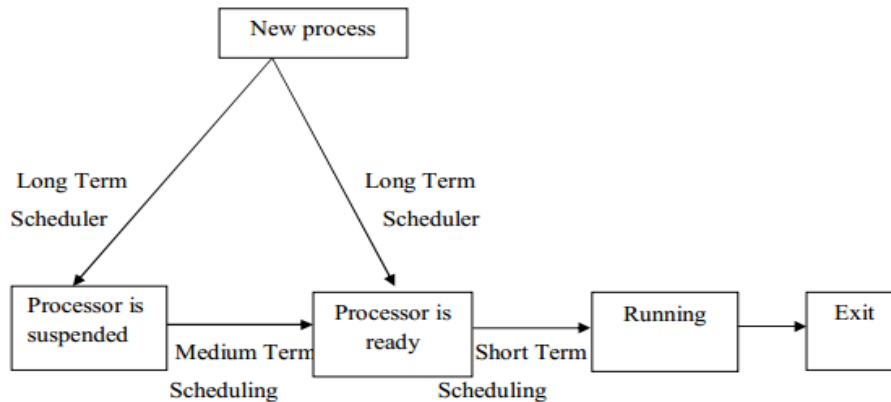 New process
Long Term
Scheduler
Long Term
Scheduler
Processor is
suspended
Medium Term
Scheduling
Processor is
ready
Short Term
Scheduling
Running
Exit